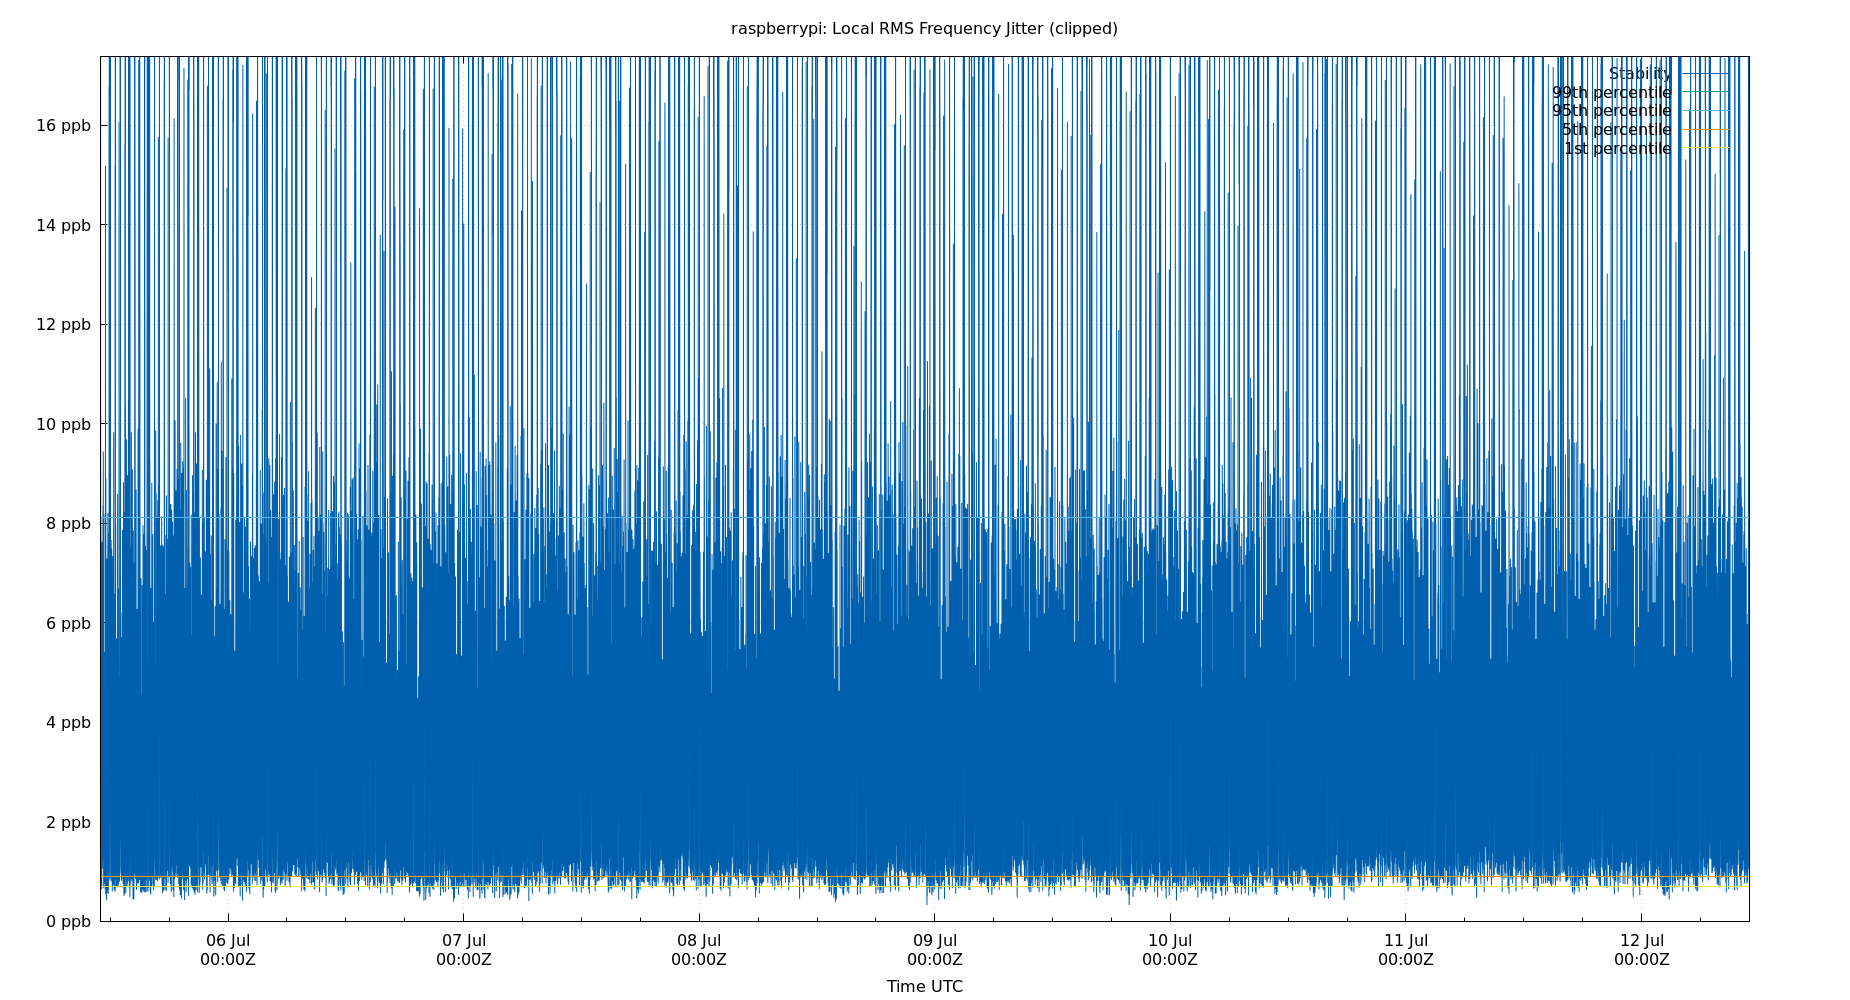 raspberrypi: Local RMS Frequency Jitter (clipped)
Stability
99th percentile
95th percentile
5th percentile
1st percentile
16 ppb
14 ppb
12 ppb
10 ppb
8 ppb
6 ppb
4 ppb
2 ppb
0 ppb
06 Jul 07 Jul 08 Jul 09 Jul 10 Jul 11 Jul 12 Jul
00:00Z 00:00Z 00:00Z 00:00Z 00:00Z 00:00Z 00:00Z
Time UTC